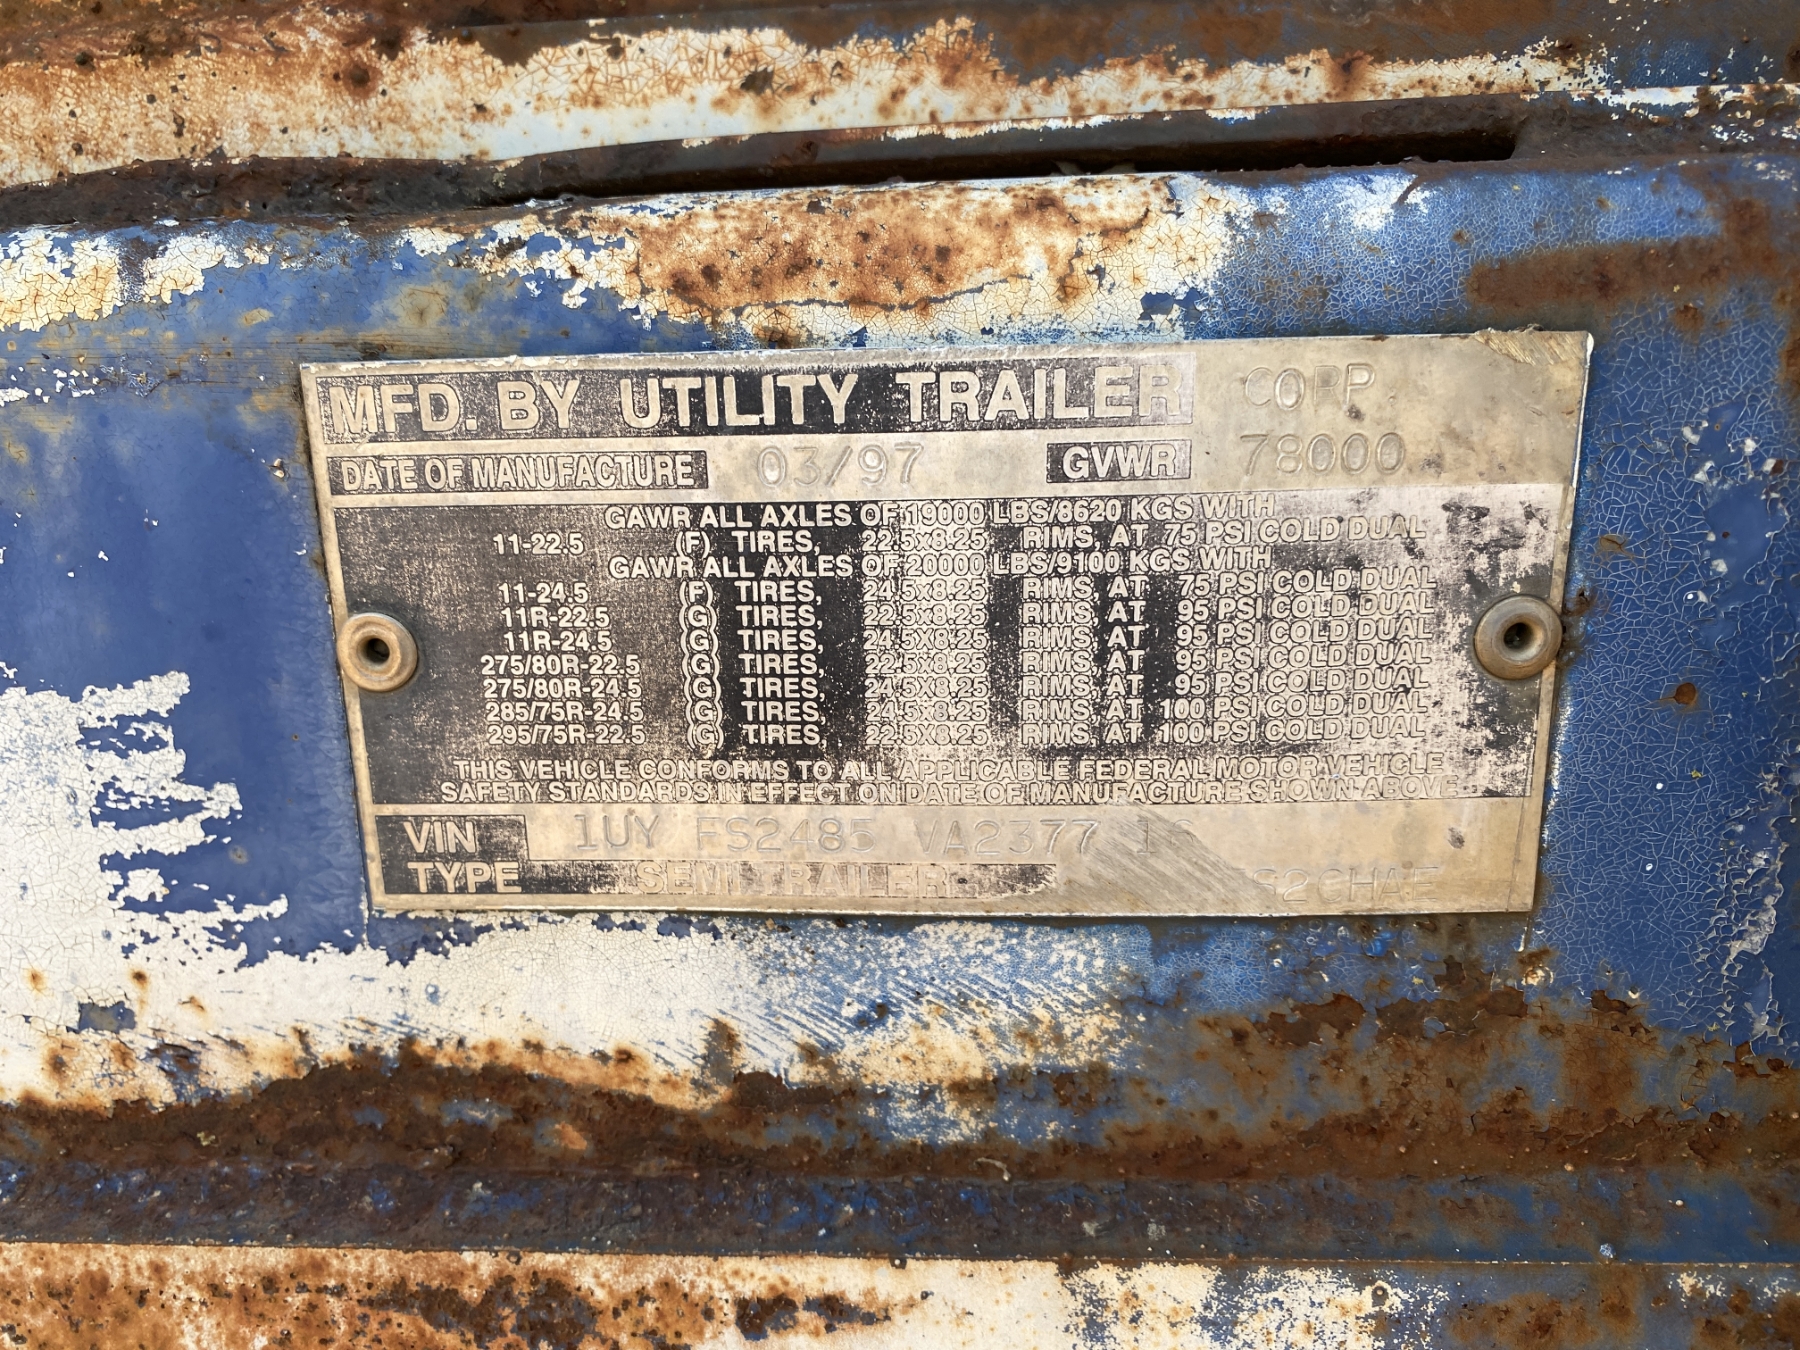 MFD. BY UTILITY TRAILER CORP.
DATE OF MANUFACTURE 03/97 GVWR 78000
GAWR ALL AXLES OF 19000 LBS/8620 KGS WITH
11-22.5 (F) TIRES, 22.5x8.25 RIMS, AT 75 PSI COLD DUAL
GAWR ALL AXLES OF 20000 LBS/9100 KGS WITH
11-24.5 (F) TIRES, 24.5x8.25 RIMS, AT 75 PSI COLD DUAL
11R-22.5 (G) TIRES, 22.5X8.25 RIMS, AT 95 PSI COLD DUAL
11R-24.5 (G) TIRES, 24.5X8.25 RIMS, AT 95 PSI COLD DUAL
275/80R-22.5 (G) TIRES, 22.5X8.25 RIMS, AT 95 PSI COLD DUAL
275/80R-24.5 (G) TIRES, 24.5X8.25 RIMS, AT 95 PSI COLD DUAL
285/75R-24.5 (G) TIRES, 24.5X8.25 RIMS, AT 100 PSI COLD DUAL
295/75R-22.5 (G) TIRES, 22.5X8.25 RIMS, AT 100 PSI COLD DUAL
THIS VEHICLE CONFORMS TO ALL APPLICABLE FEDERAL MOTOR VEHICLE
SAFETY STANDARDS IN EFFECT ON DATE OF MANUFACTURE SHOWN ABOVE
VIN 1UY FS2485 VA2377
TYPE SEMITRAILER